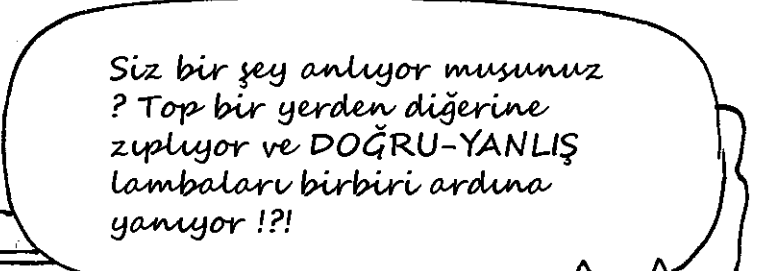 Siz bir şey anlıyor musunuz
? Top bir yerden diğerine
zıplıyor ve DOĞRU-YANLIŞ
lambaları birbiri ardına
yanıyor !?!